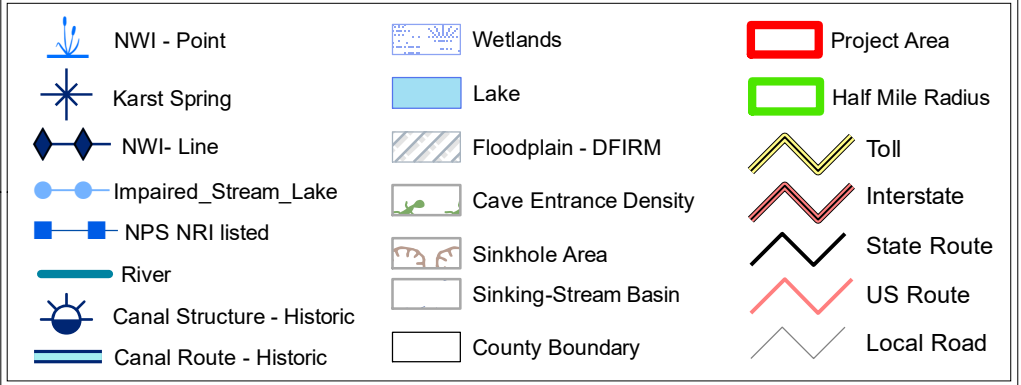 NWI - Point
Karst Spring
NWI- Line
Impaired_Stream_Lake
NPS NRI listed
River
Canal Structure - Historic
Canal Route - Historic
Wetlands
Lake
Floodplain - DFIRM
Cave Entrance Density
Sinkhole Area
Sinking-Stream Basin
County Boundary
Project Area
Half Mile Radius
Toll
Interstate
State Route
US Route
Local Road